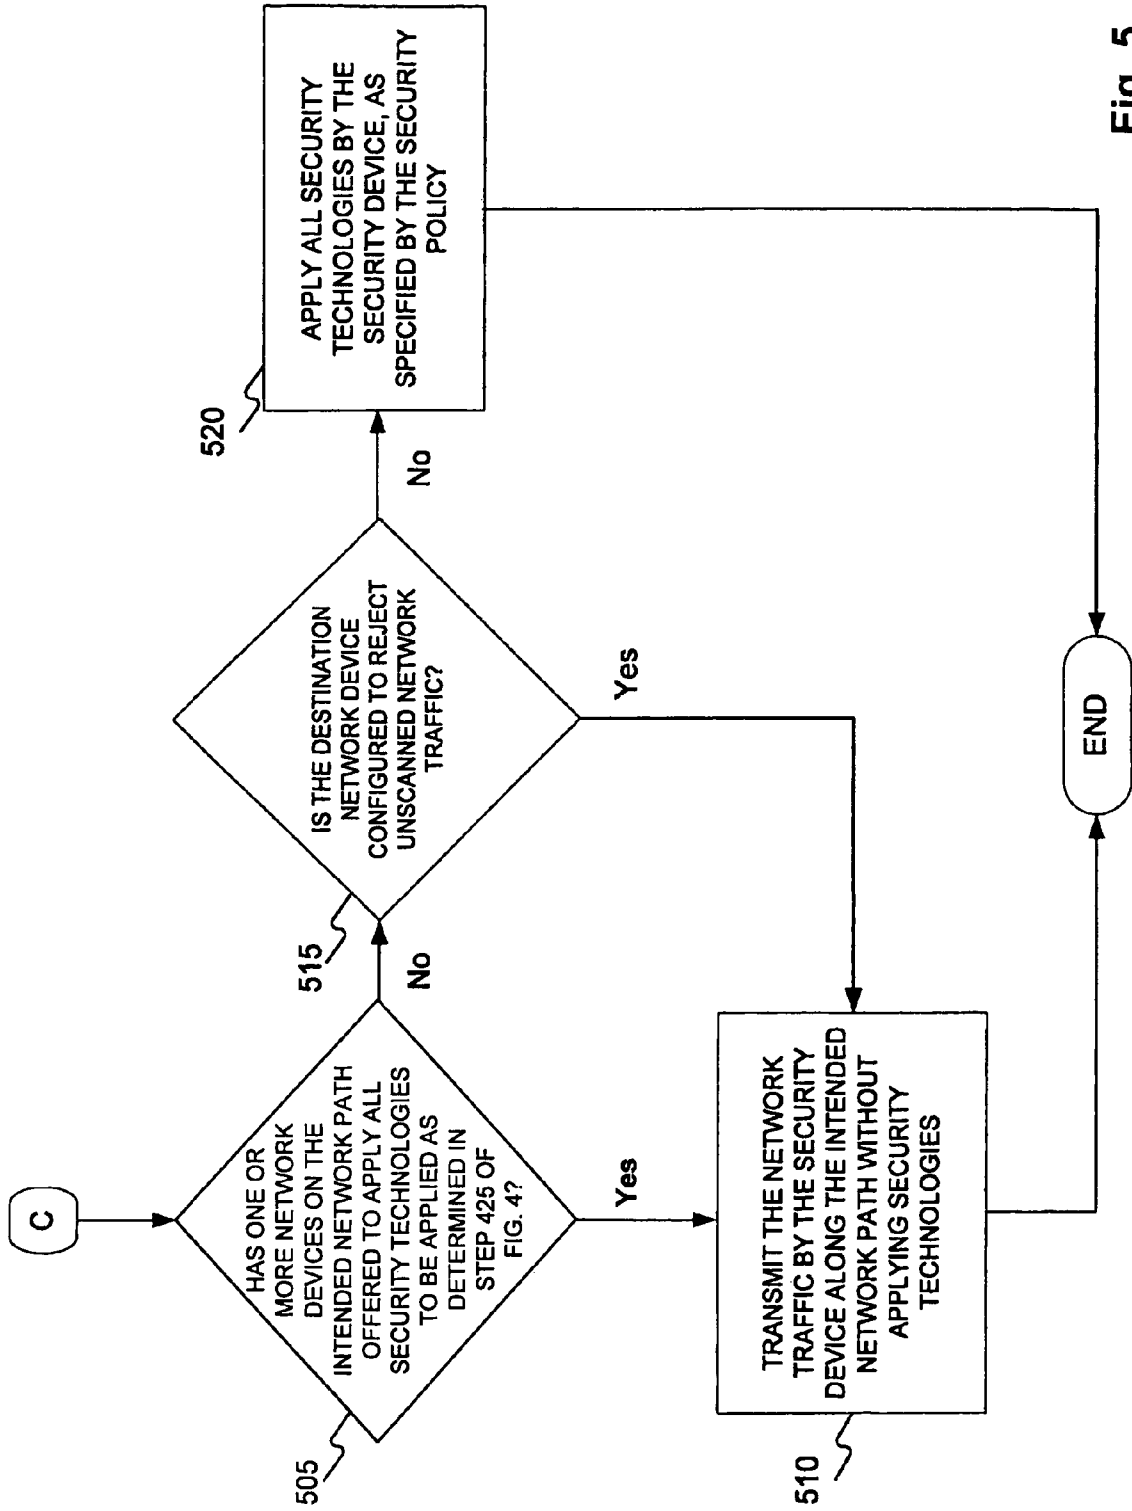 C
HAS ONE OR
MORE NETWORK
DEVICES ON THE
INTENDED NETWORK PATH
OFFERED TO APPLY ALL
SECURITY TECHNOLOGIES
TO BE APPLIED AS
DETERMINED IN
STEP 425 OF
FIG. 4?
505
No
Yes
515
IS THE DESTINATION
NETWORK DEVICE
CONFIGURED TO REJECT
UNSCANNED NETWORK
TRAFFIC?
No
Yes
520
APPLY ALL SECURITY
TECHNOLOGIES BY THE
SECURITY DEVICE, AS
SPECIFIED BY THE SECURITY
POLICY
510
TRANSMIT THE NETWORK
TRAFFIC BY THE SECURITY
DEVICE ALONG THE INTENDED
NETWORK PATH WITHOUT
APPLYING SECURITY
TECHNOLOGIES
END
Fig. 5